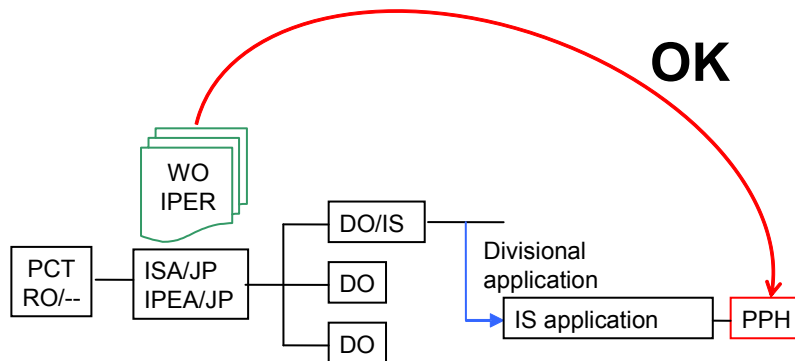 OK
WO
IPER
PCT
RO/--
ISA/JP
IPEA/JP
DO/IS
DO
DO
Divisional
application
IS application
PPH